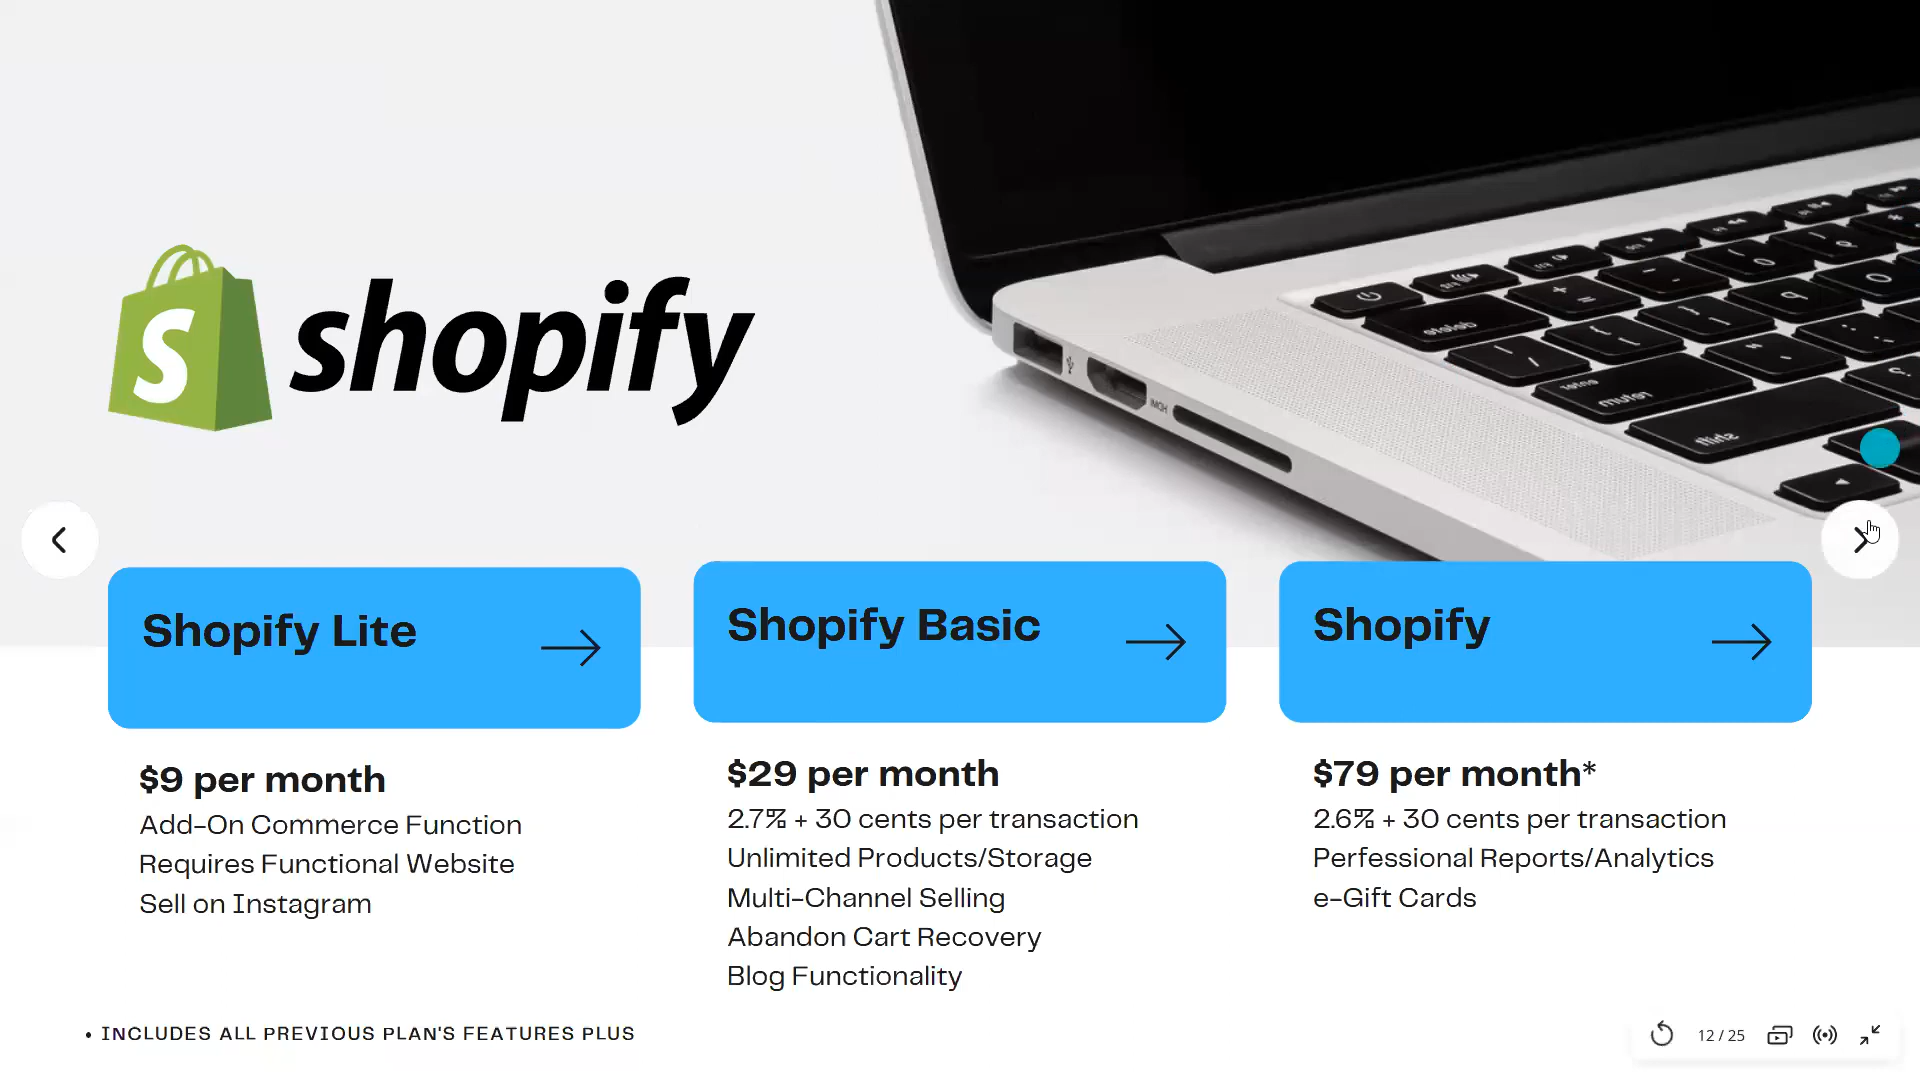 shopify
Shopify Lite
$9 per month
Add-On Commerce Function
Requires Functional Website
Sell on Instagram
Shopify Basic
$29 per month
2.7% + 30 cents per transaction
Unlimited Products/Storage
Multi-Channel Selling
Abandon Cart Recovery
Blog Functionality
Shopify
$79 per month*
2.6% + 30 cents per transaction
Perfessional Reports/Analytics
e-Gift Cards
• INCLUDES ALL PREVIOUS PLAN'S FEATURES PLUS
12 / 25